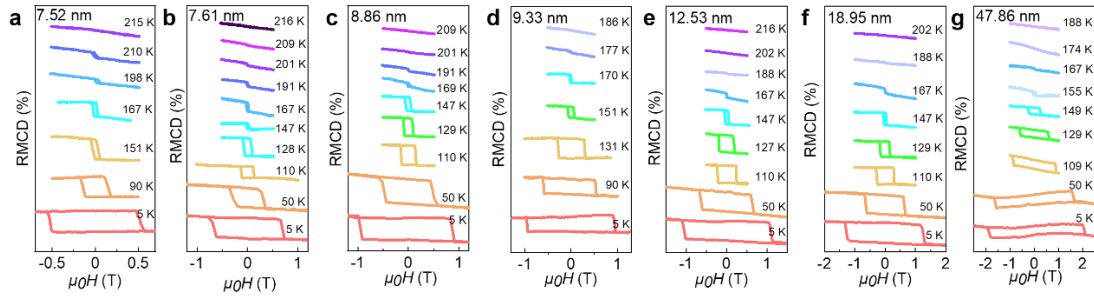 a
7.52 nm
215 K
210 K
198 K
167 K
151 K
90 K
5 K
RMCD (%)
-0.5 0.0 0.5
μ0H (T)
b
7.61 nm
216 K
209 K
201 K
191 K
167 K
147 K
128 K
110 K
50 K
5 K
RMCD (%)
-1 0 1
μ0H (T)
c
8.86 nm
209 K
201 K
191 K
169 K
147 K
129 K
110 K
50 K
5 K
RMCD (%)
-1 0 1
μ0H (T)
d
9.33 nm
186 K
177 K
170 K
151 K
131 K
90 K
5 K
RMCD (%)
-1 0 1
μ0H (T)
e
12.53 nm
216 K
202 K
188 K
167 K
147 K
127 K
110 K
50 K
5 K
RMCD (%)
-1 0 1
μ0H (T)
f
18.95 nm
202 K
188 K
167 K
147 K
129 K
110 K
50 K
5 K
RMCD (%)
-2 -1 0 1 2
μ0H (T)
g
47.86 nm
188 K
174 K
167 K
155 K
149 K
129 K
109 K
50 K
5 K
RMCD (%)
-2 -1 0 1 2
μ0H (T)